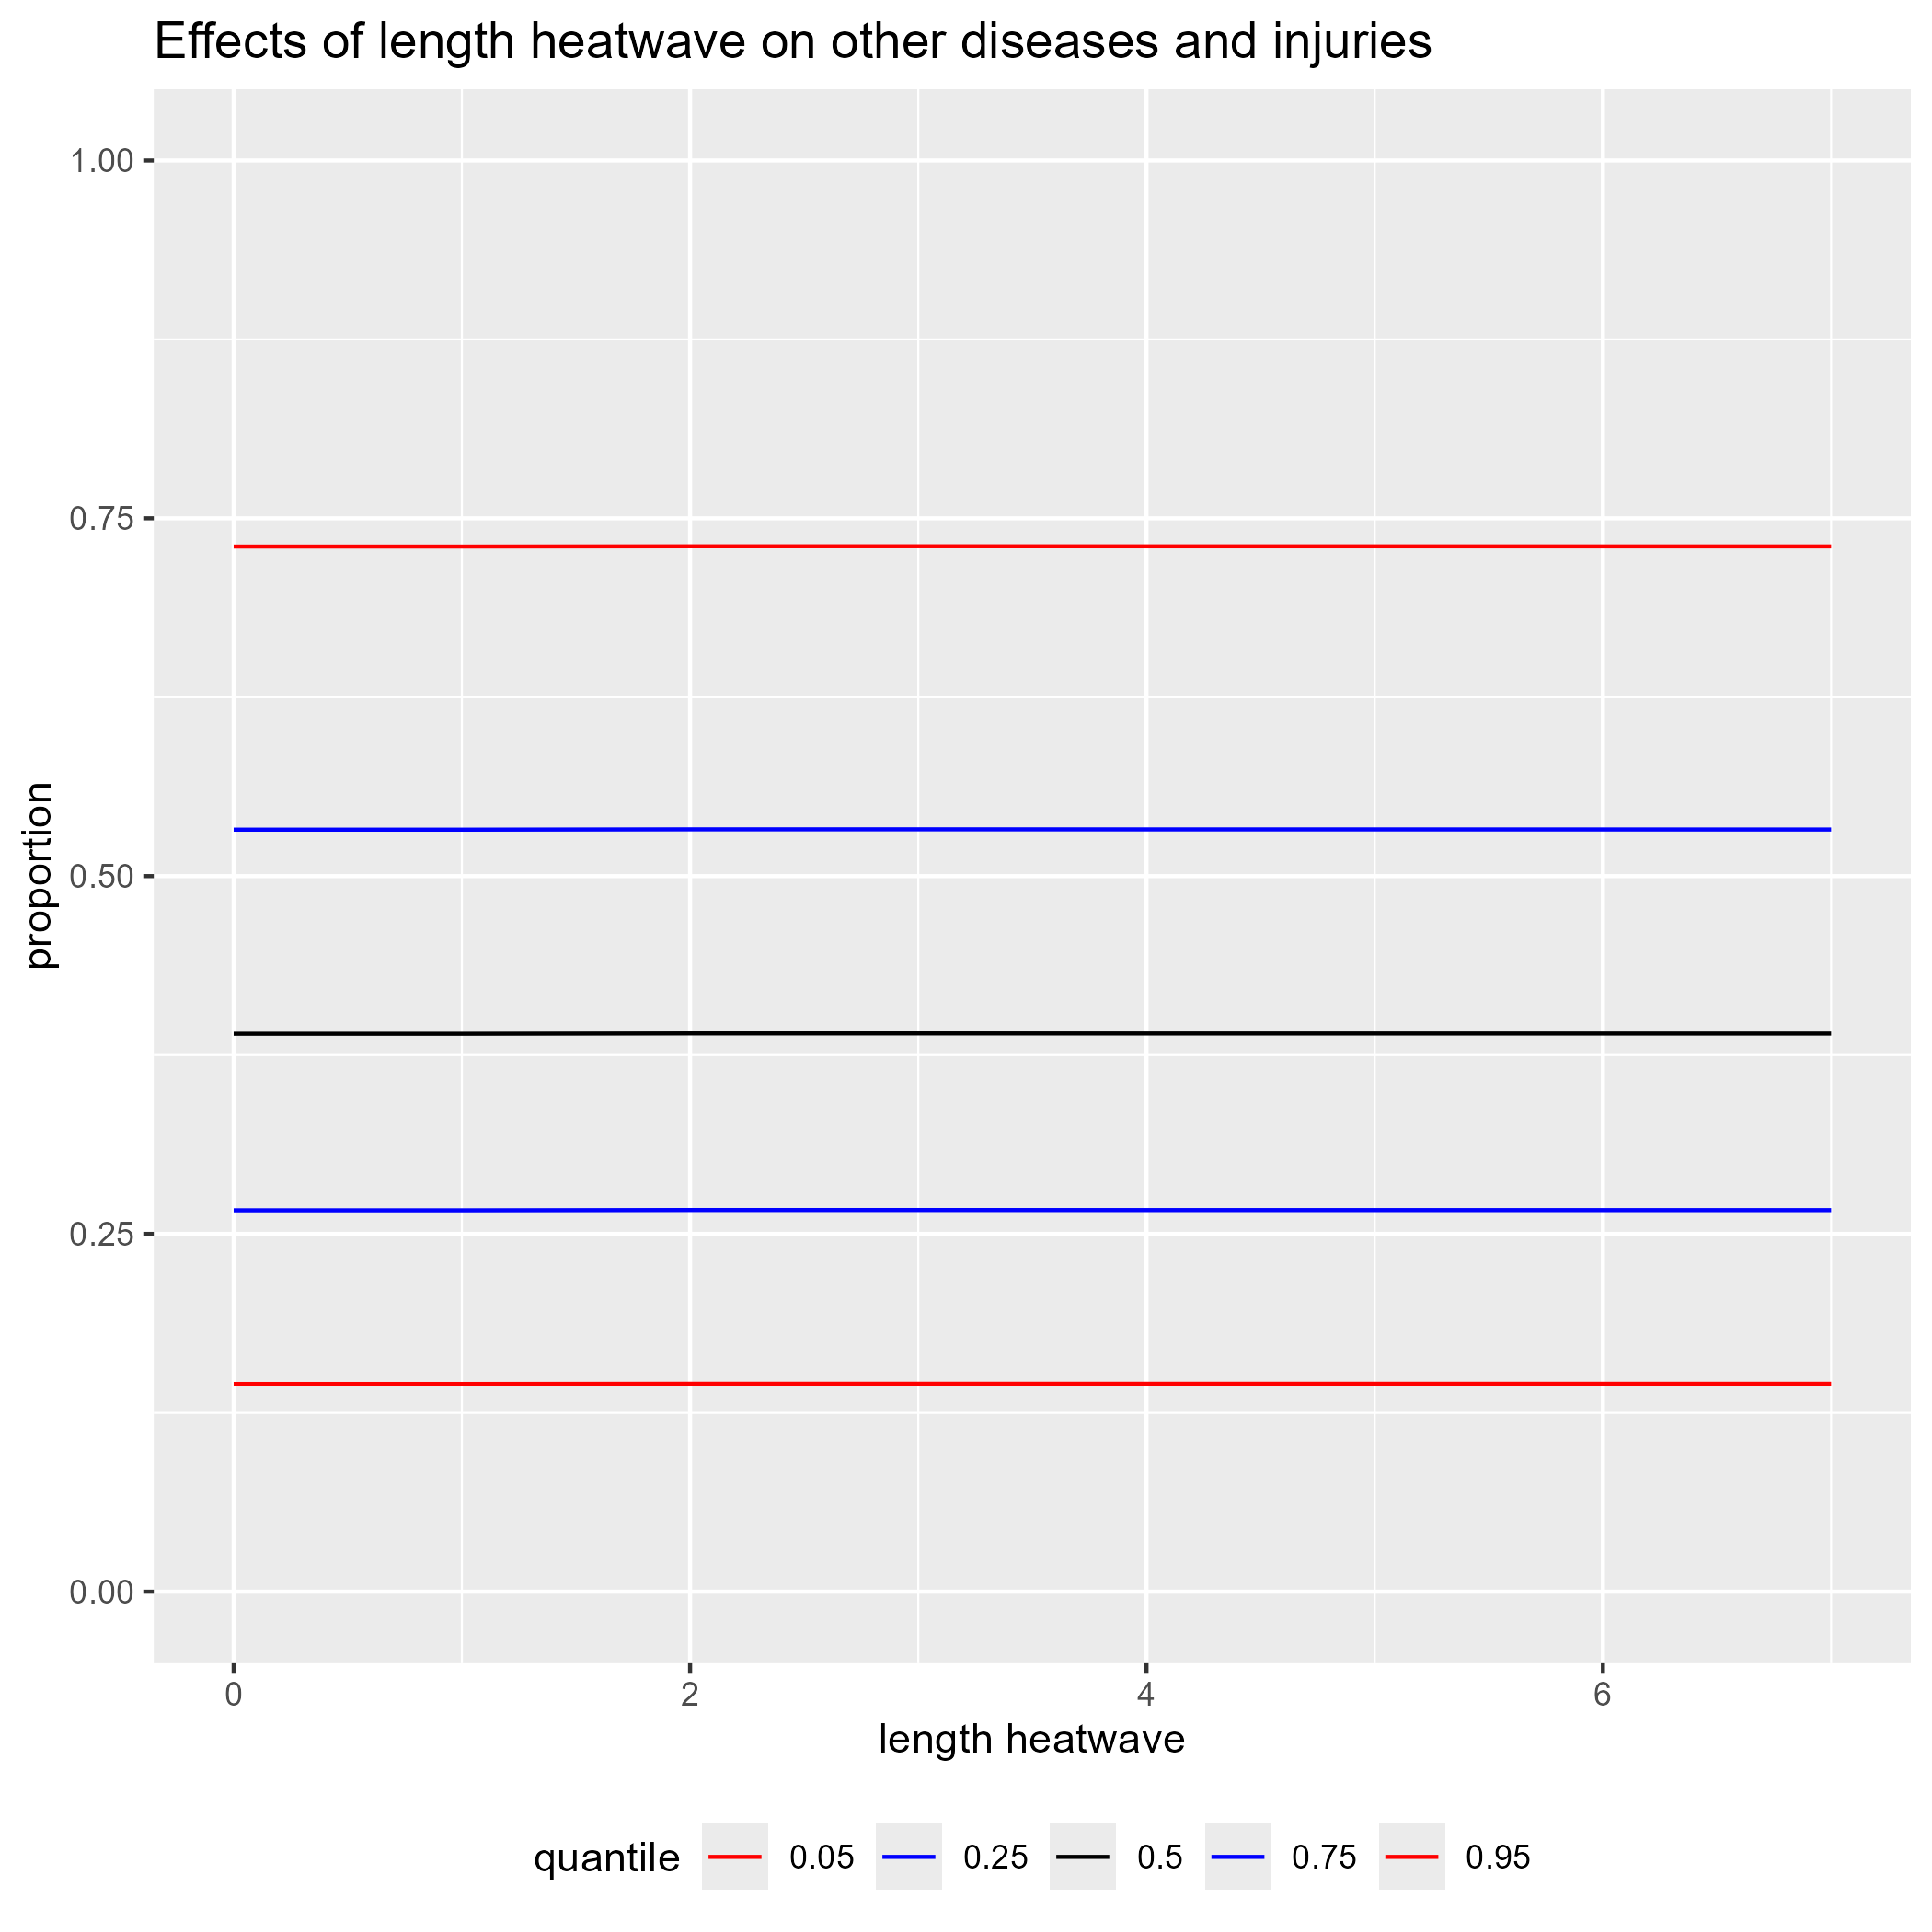 Effects of length heatwave on other diseases and injuries
proportion
1.00
0.75
0.50
0.25
0.00
0 2 4 6
length heatwave
quantile 0.05 0.25 0.5 0.75 0.95